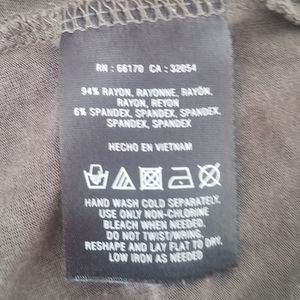 RN : 66170 CA : 32054
94% RAYON, RAYONNE, RAYÓN,
RAYON, REYON
6% SPANDEX, SPANDEX, SPANDEX,
SPANDEX, SPANDEX
HECHO EN VIETNAM
HAND WASH COLD SEPARATELY.
USE ONLY NON-CHLORINE
BLEACH WHEN NEEDED.
DO NOT TWIST/WRING
RESHAPE AND LAY FLAT TO DRY.
LOW IRON AS NEEDED